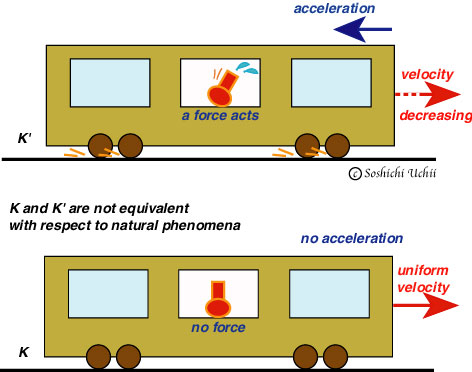 acceleration
velocity
decreasing
a force acts
K'
c Soshichi Uchii
K and K' are not equivalent
with respect to natural phenomena
no acceleration
uniform
velocity
no force
K